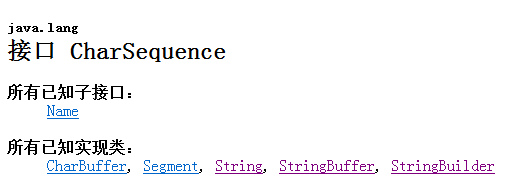 java.lang
接口 CharSequence
所有已知子接口：
Name
所有已知实现类：
CharBuffer, Segment, String, StringBuffer, StringBuilder